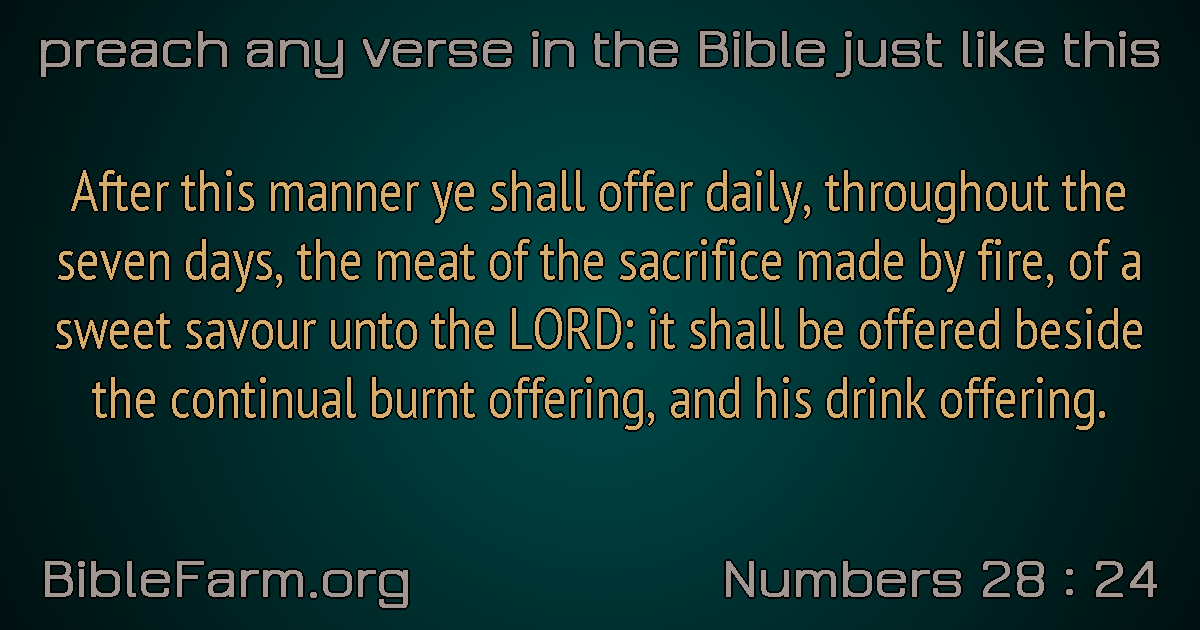 preach any verse in the Bible just like this
After this manner ye shall offer daily, throughout the
seven days, the meat of the sacrifice made by fire, of a
sweet savour unto the LORD: it shall be offered beside
the continual burnt offering, and his drink offering.
BibleFarm.org
Numbers 28 : 24